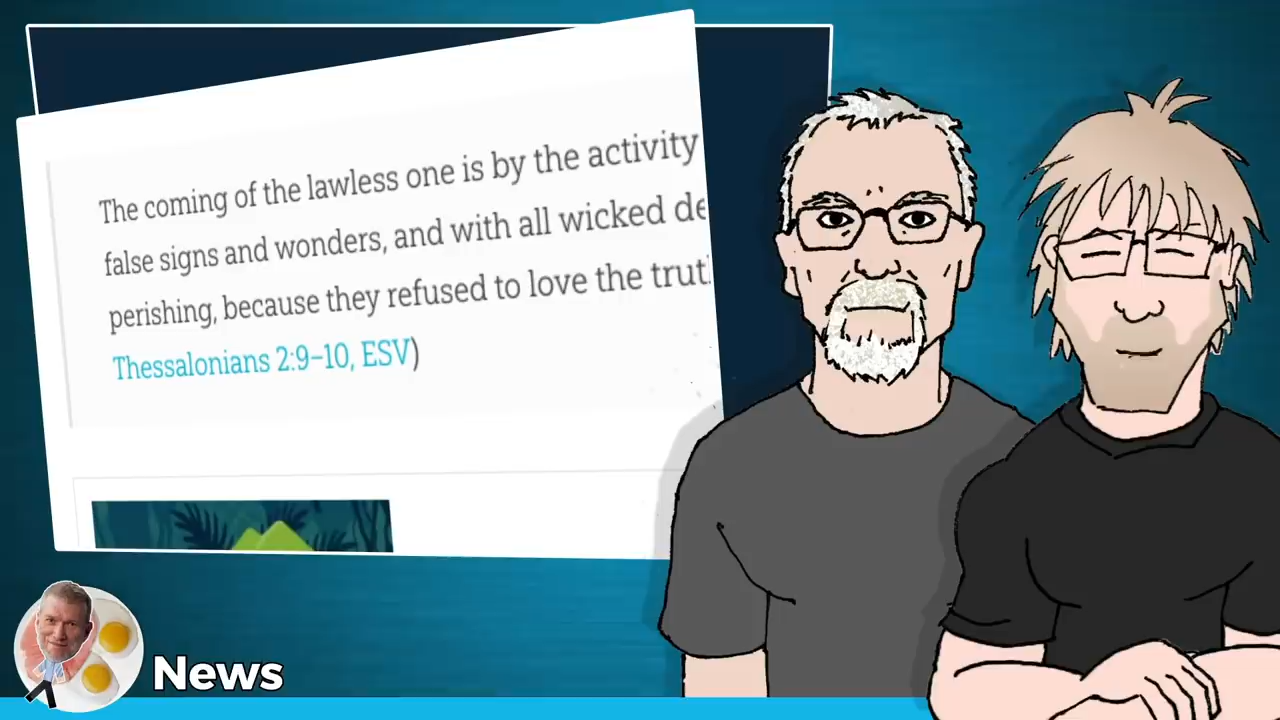 The coming of the lawless one is by the activity
false signs and wonders, and with all wicked
perishing, because they refused to love the
Thessalonians 2:9–10, ESV)
News